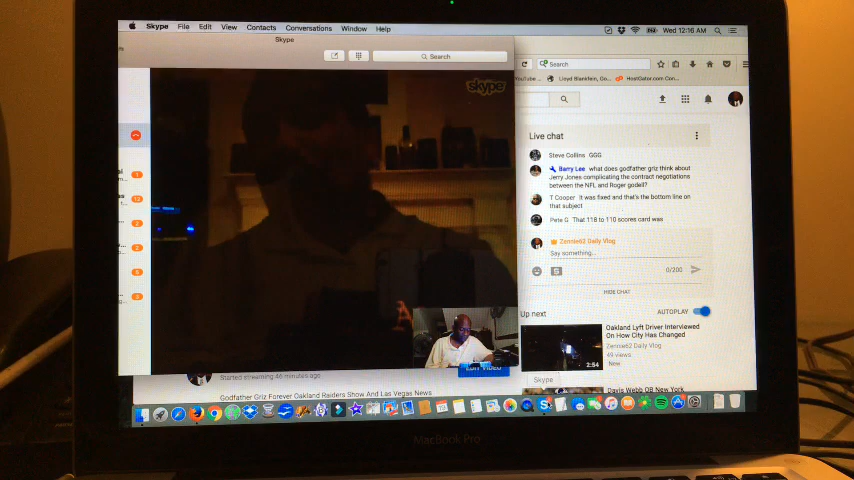 Skype File Edit View Contacts Conversations Window Help
Wed 12:16 AM
Skype
Search
Search
skype
YouTube ...
Lloyd Blankfein, Go...
HostGator.com Con...
Live chat
Steve Collins GGG
Barry Lee what does godfather griz think about
Jerry Jones complicating the contract negotiations
between the NFL and Roger godell?
T Cooper It was fixed and that's the bottom line on
that subject
Pete G That 118 to 110 scores card was
Zennie62 Daily Vlog
Say something...
0/200
HIDE CHAT
Up next
AUTOPLAY
Oakland Lyft Driver Interviewed
On How City Has Changed
Zennie62 Daily Vlog
49 views
New
2:54
EDIT VIDEO
Started streaming 46 minutes ago
Skype
Davis Webb QB New York
Godfather Griz Forever Oakland Raiders Show And Las Vegas News
MacBook Pro